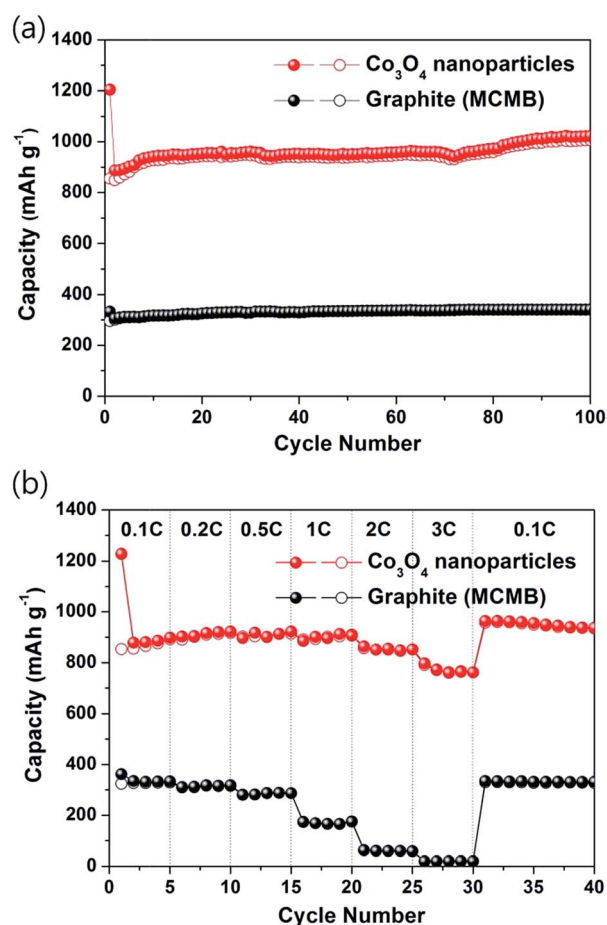 (a)
1400
1200
1000
800
600
400
200
0
Capacity (mAh g⁻¹)
Co₃O₄ nanoparticles
Graphite (MCMB)
0 20 40 60 80 100
Cycle Number
(b)
1400
1200
1000
800
600
400
200
0
Capacity (mAh g⁻¹)
0.1C 0.2C 0.5C 1C 2C 3C 0.1C
Co₃O₄ nanoparticles
Graphite (MCMB)
0 5 10 15 20 25 30 35 40
Cycle Number